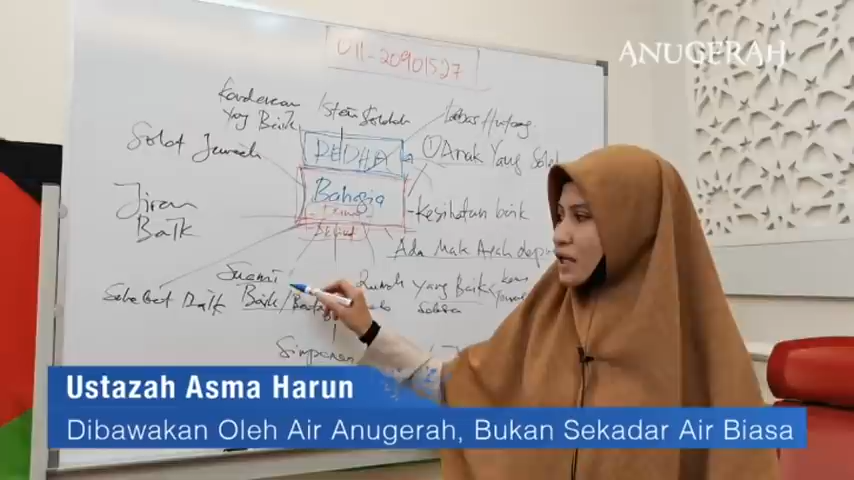 011-20901527
ANUGERAH
Kenderaan
Yang Baik
Isteri Solehah
Bebas Hutang
Solat Jemaah
REDHA
① Anak Yang Soleh
Jiran
Baik
Bahagia
Kesihatan baik
Ada Mak Ayah depan
Suami
Baik/
Rumah yang Baik
Selesa
Sahabat Baik
Simpanan
Ustazah Asma Harun
Dibawakan Oleh Air Anugerah, Bukan Sekadar Air Biasa